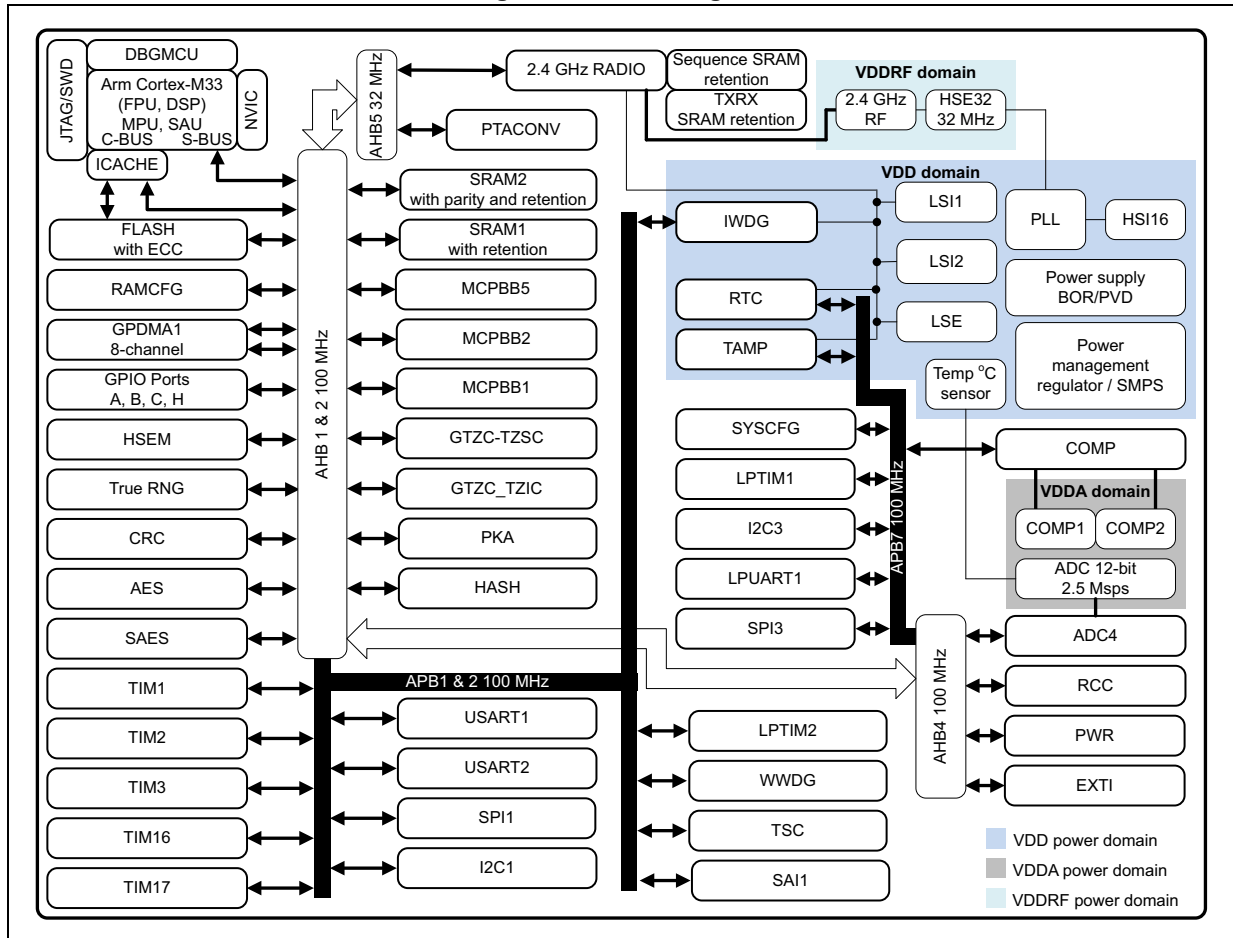 JTAG/SWD
DBGMCU
Arm Cortex-M33
(FPU, DSP)
MPU, SAU
C-BUS S-BUS
NVIC
ICACHE
FLASH
with ECC
RAMCFG
GPDMA1
8-channel
GPIO Ports
A, B, C, H
HSEM
True RNG
CRC
AES
SAES
TIM1
TIM2
TIM3
TIM16
TIM17
AHB5 32 MHz
AHB 1 & 2 100 MHz
2.4 GHz RADIO
Sequence SRAM
retention
TXRX
SRAM retention
PTACONV
SRAM2
with parity and retention
SRAM1
with retention
MCPBB5
MCPBB2
MCPBB1
GTZC-TZSC
GTZC_TZIC
PKA
HASH
APB1 & 2 100 MHz
USART1
USART2
SPI1
I2C1
VDDRF domain
2.4 GHz
RF
HSE32
32 MHz
VDD domain
IWDG
RTC
TAMP
LSI1
LSI2
LSE
PLL
HSI16
Power supply
BOR/PVD
Power
management
regulator / SMPS
Temp °C
sensor
SYSCFG
LPTIM1
I2C3
LPUART1
SPI3
APB7 100 MHz
COMP
VDDA domain
COMP1
COMP2
ADC 12-bit
2.5 Msps
AHB4 100 MHz
ADC4
RCC
PWR
EXTI
LPTIM2
WWDG
TSC
SAI1
VDD power domain
VDDA power domain
VDDRF power domain